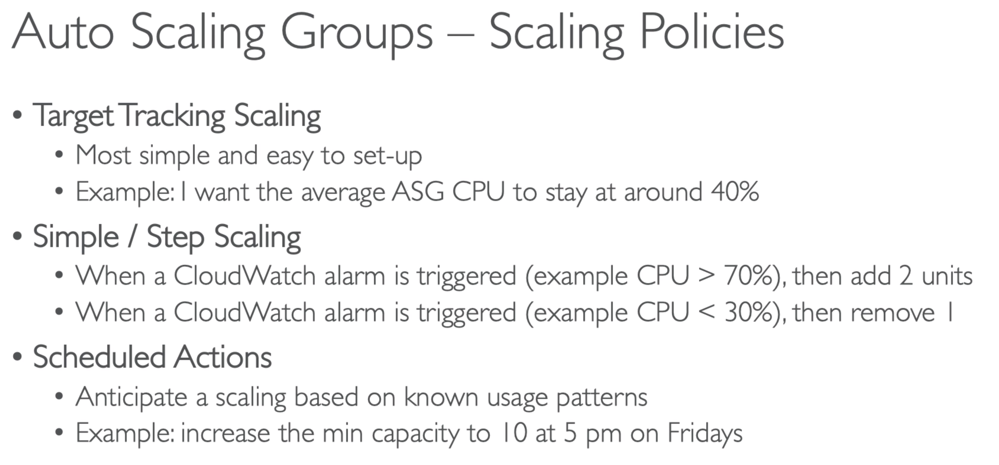 Auto Scaling Groups – Scaling Policies
• Target Tracking Scaling
• Most simple and easy to set-up
• Example: I want the average ASG CPU to stay at around 40%
• Simple / Step Scaling
• When a CloudWatch alarm is triggered (example CPU > 70%), then add 2 units
• When a CloudWatch alarm is triggered (example CPU < 30%), then remove 1
• Scheduled Actions
• Anticipate a scaling based on known usage patterns
• Example: increase the min capacity to 10 at 5 pm on Fridays